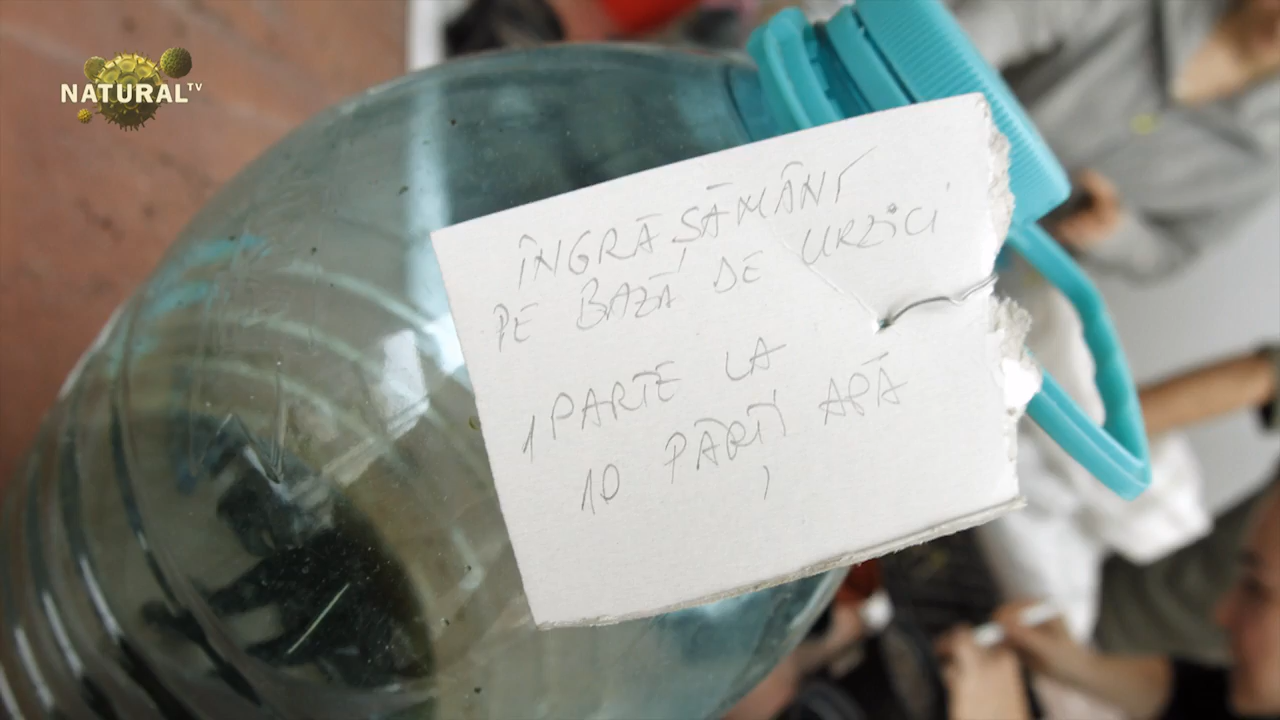 NATURAL TV
ÎNGRĂȘĂMÂNT
PE BAZĂ DE URZICI
1 PARTE LA
10 PĂRȚI APĂ